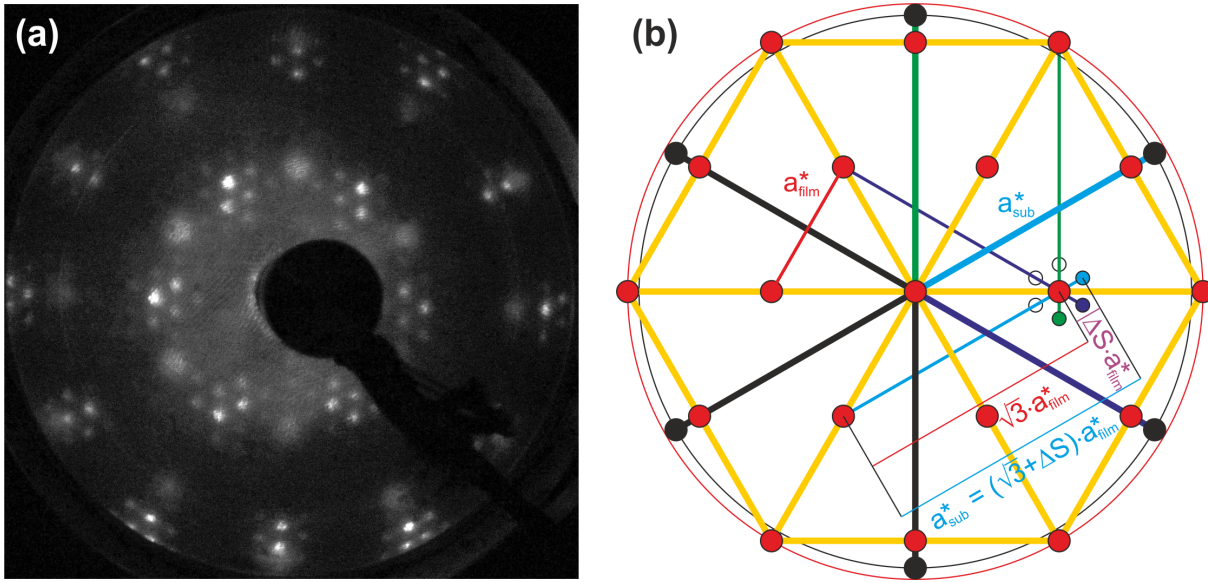 (a)
(b)
a*film
a*sub
ΔS·a*film
√3·a*film
a*sub = (√3+ΔS)·a*film